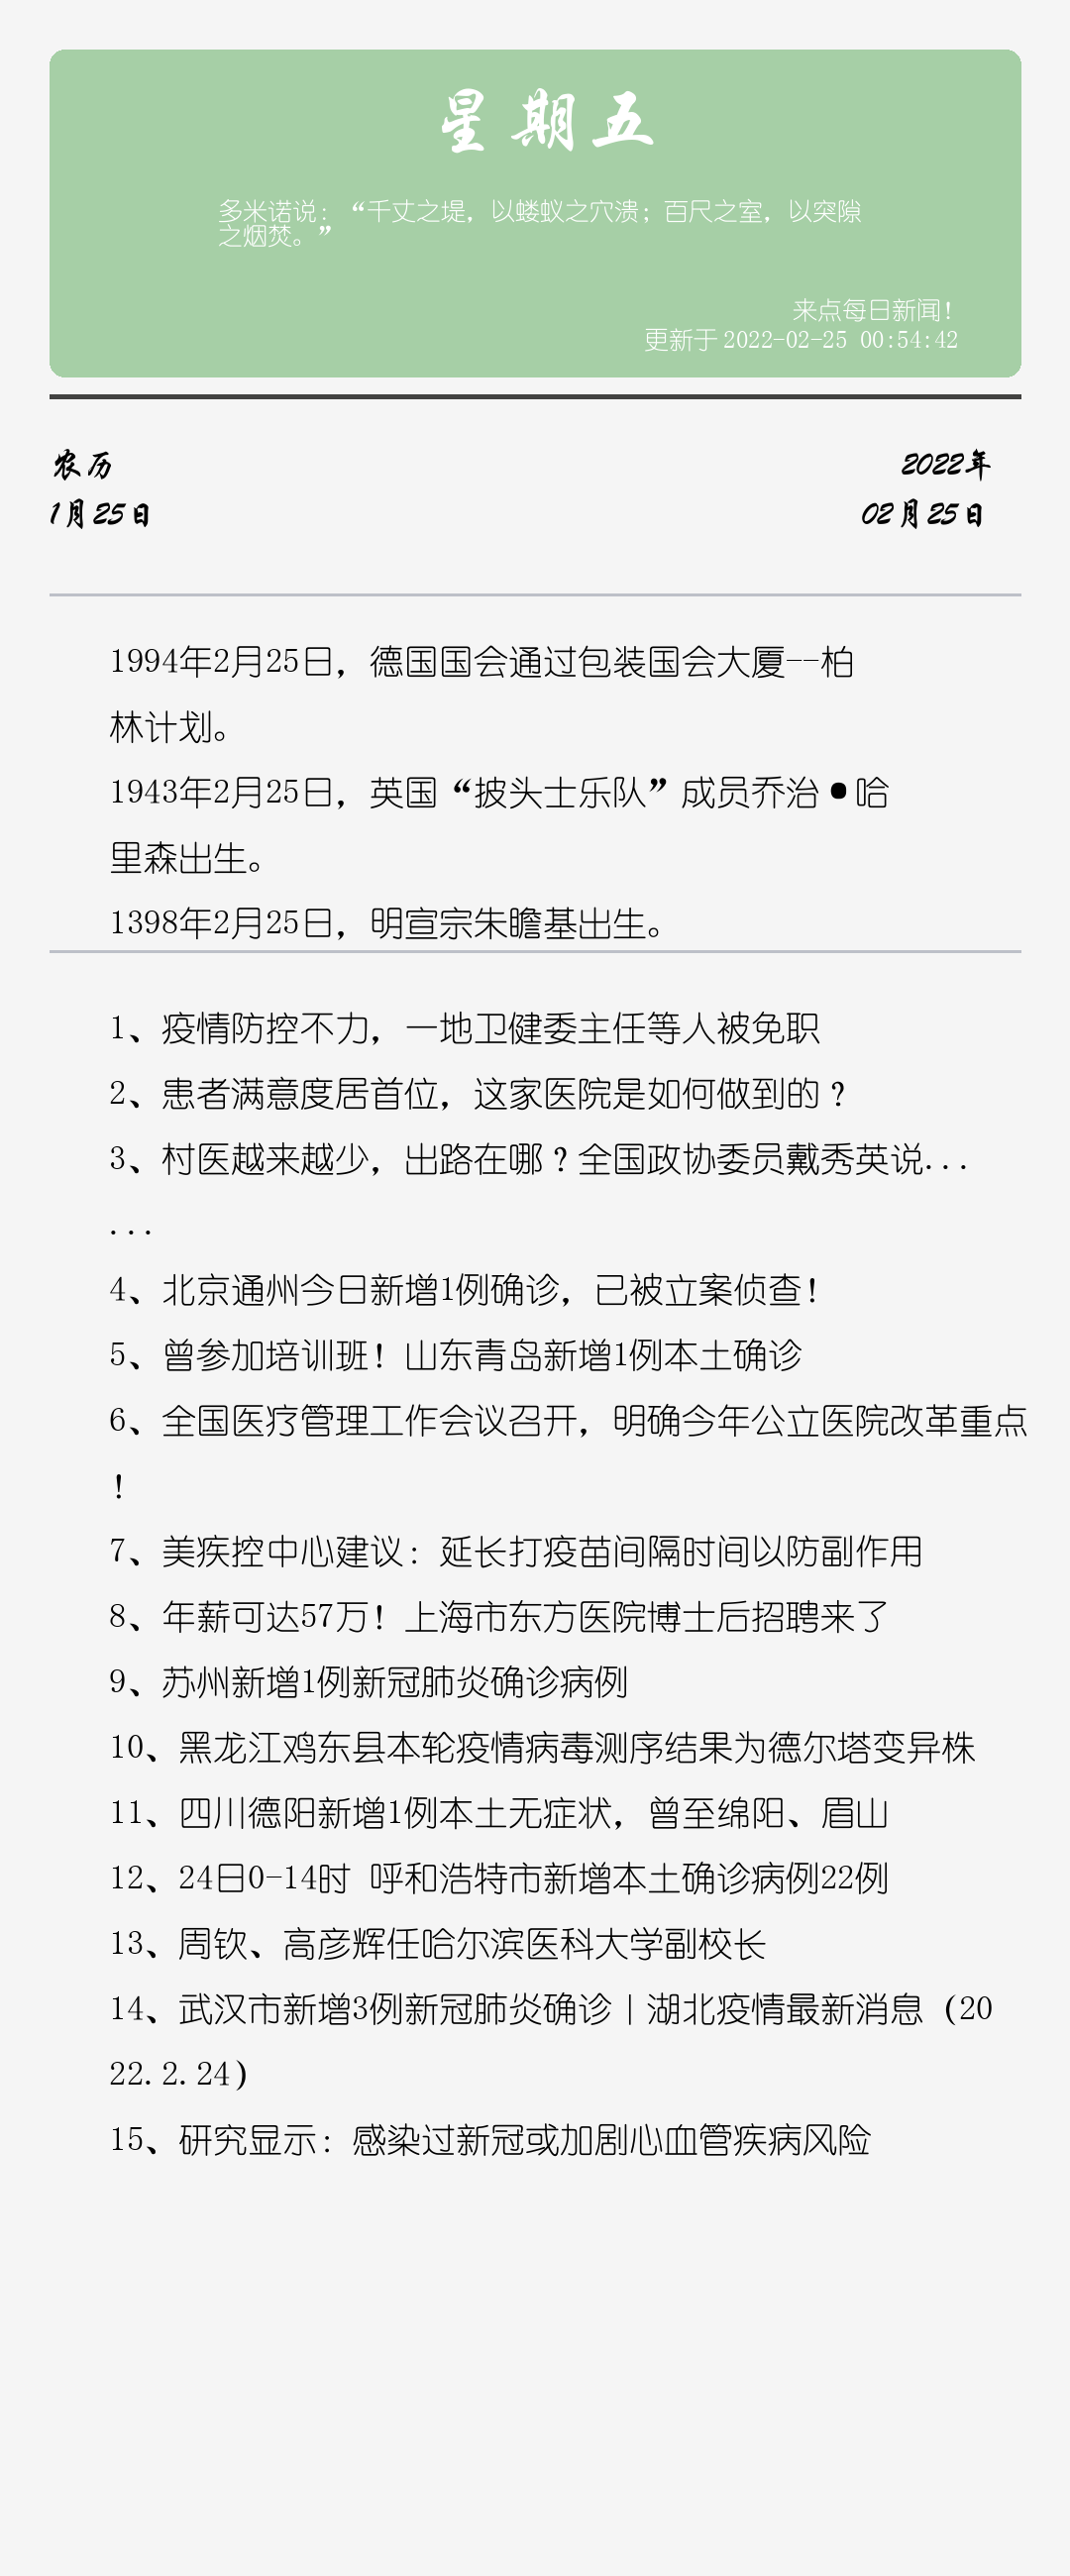 星期五
多米诺说：“千丈之堤，以蝼蚁之穴溃；百尺之室，以突隙
之烟焚。”
来点每日新闻！
更新于 2022-02-25 00:54:42
农历
2022年
1月25日
02月25日
1994年2月25日，德国国会通过包装国会大厦--柏
林计划。
1943年2月25日，英国“披头士乐队”成员乔治•哈
里森出生。
1398年2月25日，明宣宗朱瞻基出生。
1、疫情防控不力，一地卫健委主任等人被免职
2、患者满意度居首位，这家医院是如何做到的？
3、村医越来越少，出路在哪？全国政协委员戴秀英说...
...
4、北京通州今日新增1例确诊，已被立案侦查！
5、曾参加培训班！山东青岛新增1例本土确诊
6、全国医疗管理工作会议召开，明确今年公立医院改革重点
！
7、美疾控中心建议：延长打疫苗间隔时间以防副作用
8、年薪可达57万！上海市东方医院博士后招聘来了
9、苏州新增1例新冠肺炎确诊病例
10、黑龙江鸡东县本轮疫情病毒测序结果为德尔塔变异株
11、四川德阳新增1例本土无症状，曾至绵阳、眉山
12、24日0-14时 呼和浩特市新增本土确诊病例22例
13、周钦、高彦辉任哈尔滨医科大学副校长
14、武汉市新增3例新冠肺炎确诊丨湖北疫情最新消息（20
22.2.24）
15、研究显示：感染过新冠或加剧心血管疾病风险